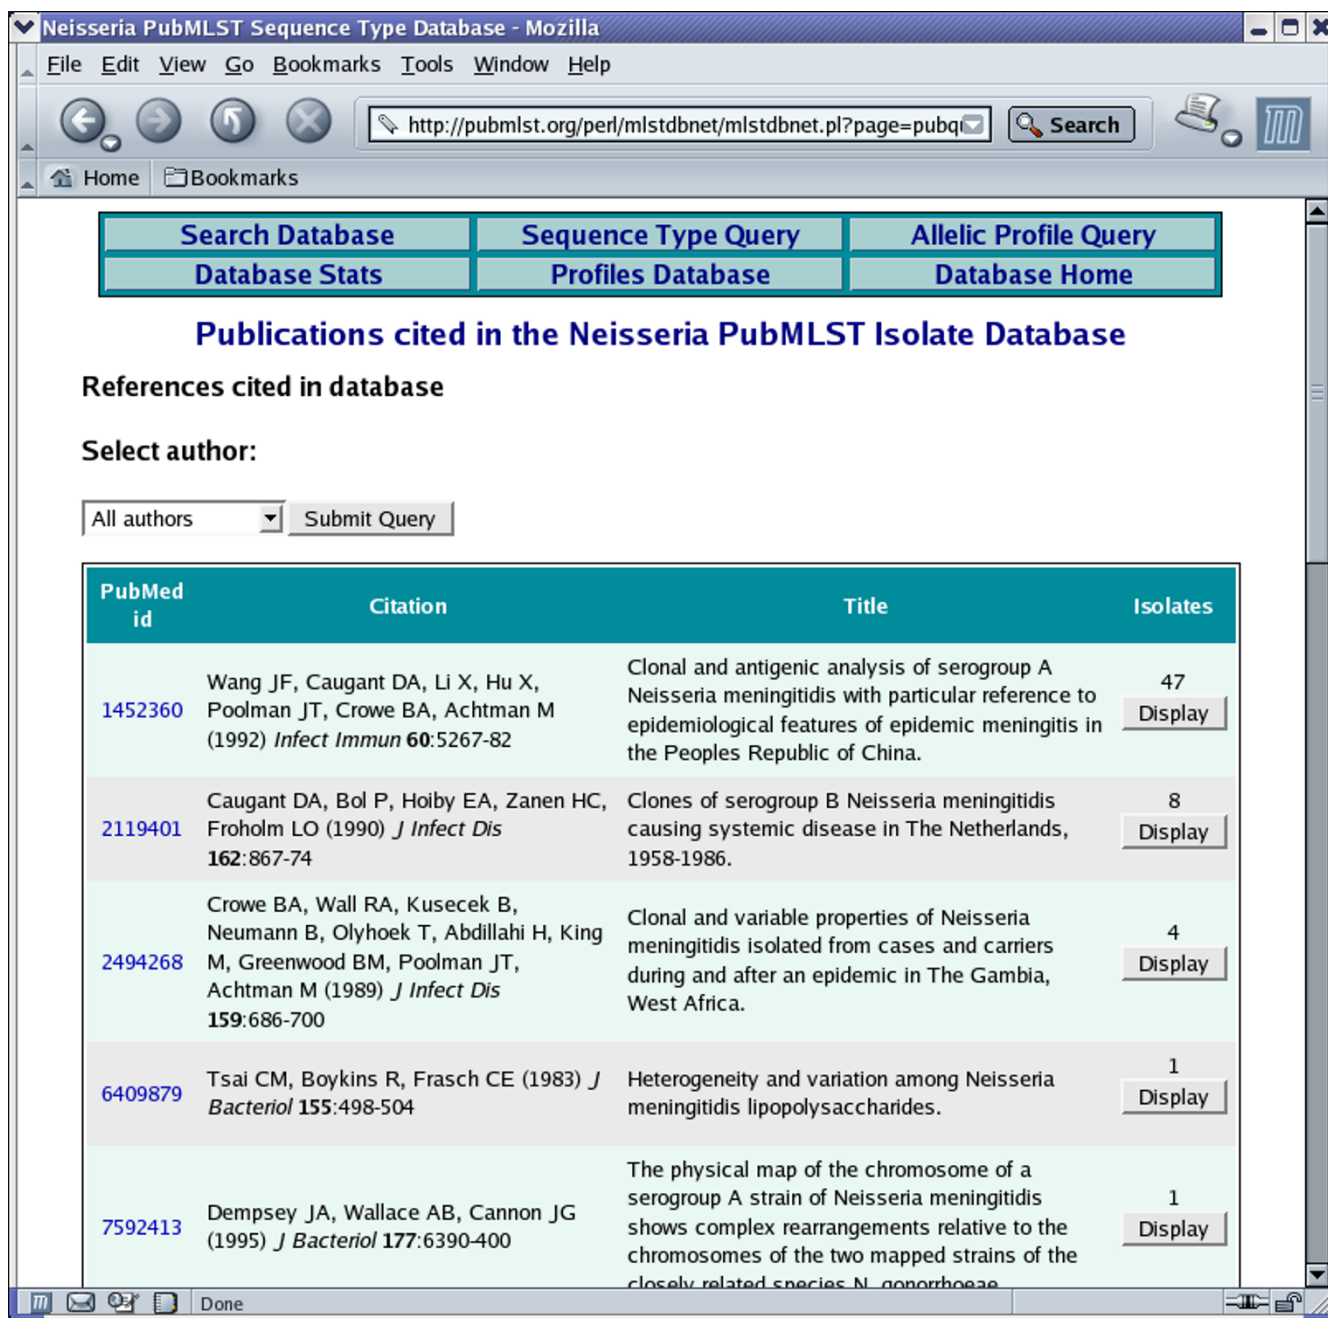 Neisseria PubMLST Sequence Type Database - Mozilla
File Edit View Go Bookmarks Tools Window Help
http://pubmlst.org/perl/mlstdbnet/mlstdbnet.pl?page=pubq Search
Home Bookmarks
Search Database Sequence Type Query Allelic Profile Query
Database Stats Profiles Database Database Home
Publications cited in the Neisseria PubMLST Isolate Database
References cited in database
Select author:
All authors Submit Query
PubMed id Citation Title Isolates
1452360
Wang JF, Caugant DA, Li X, Hu X,
Poolman JT, Crowe BA, Achtman M
(1992) Infect Immun 60:5267-82
Clonal and antigenic analysis of serogroup A
Neisseria meningitidis with particular reference to
epidemiological features of epidemic meningitis in
the Peoples Republic of China.
47
Display
2119401
Caugant DA, Bol P, Hoiby EA, Zanen HC,
Froholm LO (1990) J Infect Dis
162:867-74
Clones of serogroup B Neisseria meningitidis
causing systemic disease in The Netherlands,
1958-1986.
8
Display
2494268
Crowe BA, Wall RA, Kusecek B,
Neumann B, Olyhoek T, Abdillahi H, King
M, Greenwood BM, Poolman JT,
Achtman M (1989) J Infect Dis
159:686-700
Clonal and variable properties of Neisseria
meningitidis isolated from cases and carriers
during and after an epidemic in The Gambia,
West Africa.
4
Display
6409879
Tsai CM, Boykins R, Frasch CE (1983) J
Bacteriol 155:498-504
Heterogeneity and variation among Neisseria
meningitidis lipopolysaccharides.
1
Display
7592413
Dempsey JA, Wallace AB, Cannon JG
(1995) J Bacteriol 177:6390-400
The physical map of the chromosome of a
serogroup A strain of Neisseria meningitidis
shows complex rearrangements relative to the
chromosomes of the two mapped strains of the
closely related species N. gonorrhoeae.
1
Display
Done